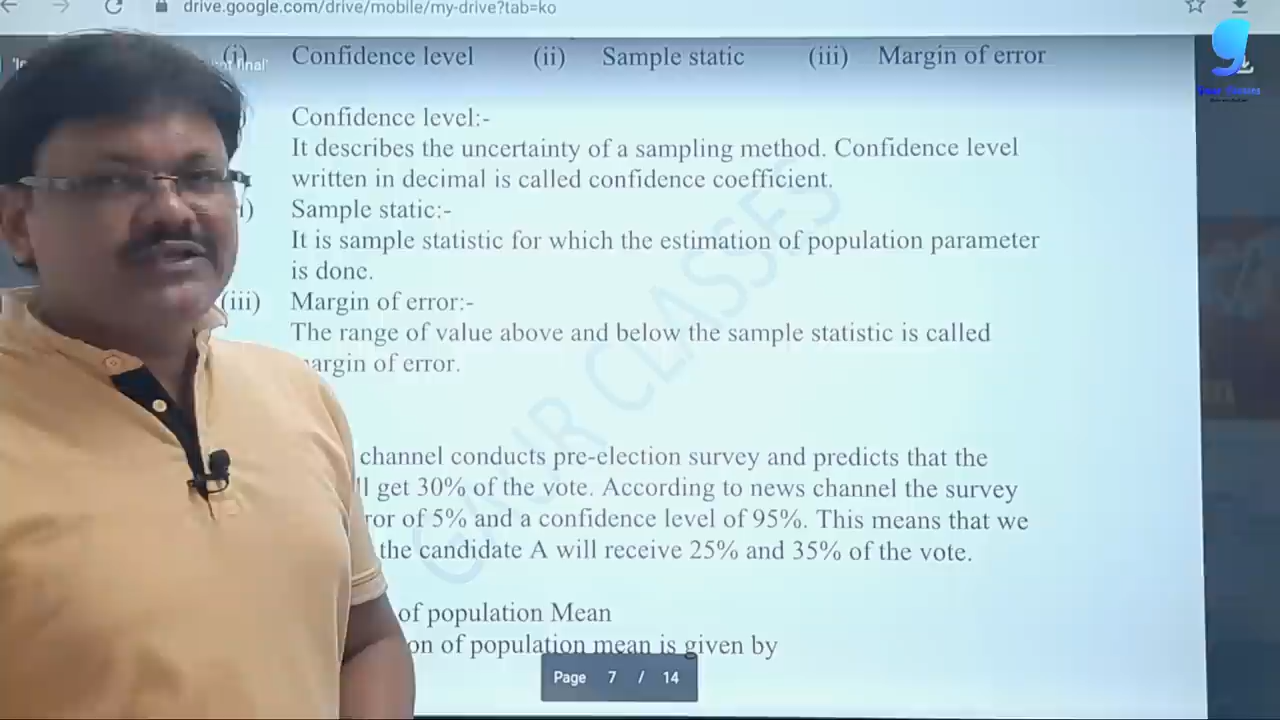 drive.google.com/drive/mobile/my-drive?tab=ko
(i) Confidence level (ii) Sample static (iii) Margin of error
final'
Confidence level:-
It describes the uncertainty of a sampling method. Confidence level
written in decimal is called confidence coefficient.
i) Sample static:-
It is sample statistic for which the estimation of population parameter
is done.
(iii) Margin of error:-
The range of value above and below the sample statistic is called
argin of error.
channel conducts pre-election survey and predicts that the
ll get 30% of the vote. According to news channel the survey
ror of 5% and a confidence level of 95%. This means that we
the candidate A will receive 25% and 35% of the vote.
of population Mean
on of population mean is given by
Page 7 / 14
GAUR CLASSES